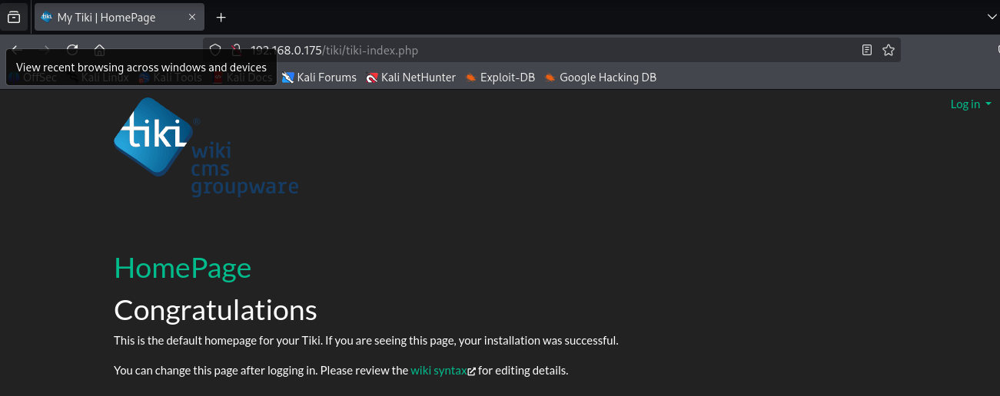 My Tiki | HomePage
192.168.0.175/tiki/tiki-index.php
View recent browsing across windows and devices
OffSec Kali Linux Kali Tools Kali Docs Kali Forums Kali NetHunter Exploit-DB Google Hacking DB
Log in
tiki®
wiki
cms
groupware
HomePage
Congratulations
This is the default homepage for your Tiki. If you are seeing this page, your installation was successful.
You can change this page after logging in. Please review the wiki syntax for editing details.